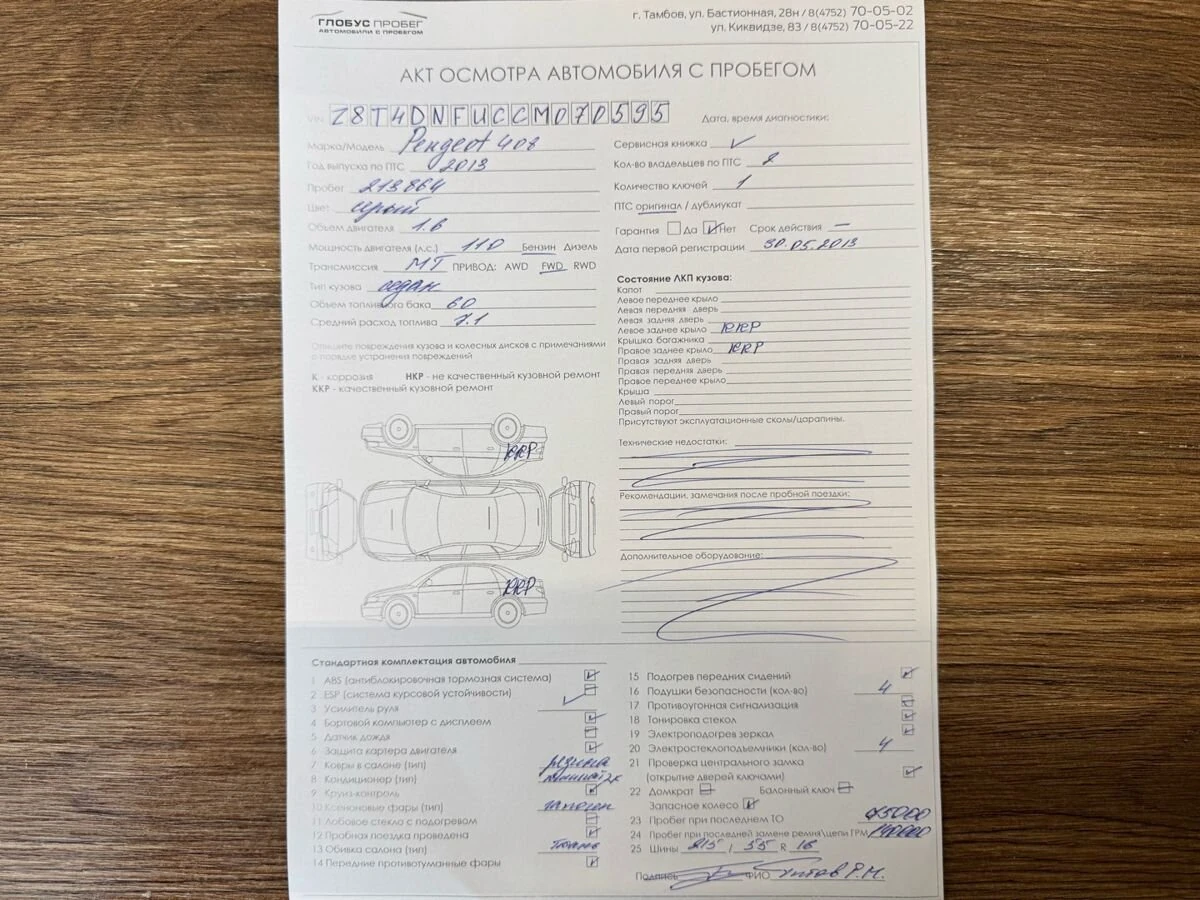 ГЛОБУС ПРОБЕГ
АВТОМОБИЛИ С ПРОБЕГОМ
г. Тамбов, ул. Бастионная, 28н / 8(4752) 70-05-02
ул. Киквидзе, 83 / 8(4752) 70-05-22
АКТ ОСМОТРА АВТОМОБИЛЯ С ПРОБЕГОМ
VIN Z8T4DNFUCCM070595
Дата, время диагностики:
Марка/Модель Peugeot 408
Год выпуска по ПТС 2013
Пробег 213864
Цвет серый
Объем двигателя 1.6
Мощность двигателя (л.с.) 110 Бензин Дизель
Трансмиссия МТ ПРИВОД: AWD FWD RWD
Тип кузова седан
Объем топливного бака 60
Средний расход топлива 7.1
Опишите повреждения кузова и колесных дисков с примечаниями
о порядке устранения повреждений
К - коррозия НКР - не качественный кузовной ремонт
ККР - качественный кузовной ремонт
ККР
ККР
Сервисная книжка ✓
Кол-во владельцев по ПТС 2
Количество ключей 1
ПТС оригинал / дубликат
Гарантия Да Нет Срок действия —
Дата первой регистрации 30.05.2013
Состояние ЛКП кузова:
Капот
Левое переднее крыло
Левая передняя дверь
Левая задняя дверь
Левое заднее крыло ККР
Крышка багажника
Правое заднее крыло ККР
Правая задняя дверь
Правая передняя дверь
Правое переднее крыло
Крыша
Левый порог
Правый порог
Присутствуют эксплуатационные сколы/царапины.
Технические недостатки:
Рекомендации, замечания после пробной поездки:
Дополнительное оборудование:
Стандартная комплектация автомобиля
1 ABS (антиблокировочная тормозная система)
2 ESP (система курсовой устойчивости)
3 Усилитель руля ✓
4 Бортовой компьютер с дисплеем
5 Датчик дождя
6 Защита картера двигателя
7 Ковры в салоне (тип) резина
8 Кондиционер (тип)
9 Круиз-контроль
10 Ксеноновые фары (тип) галоген
11 Лобовое стекла с подогревом
12 Пробная поездка проведена
13 Обивка салона (тип)
14 Передние противотуманные фары
15 Подогрев передних сидений
16 Подушки безопасности (кол-во) 4
17 Противоугонная сигнализация
18 Тонировка стекол
19 Электроподогрев зеркал
20 Электростеклоподъемники (кол-во) 4
21 Проверка центрального замка
(открытие дверей ключами)
22 Домкрат Балонный ключ
Запасное колесо
23 Пробег при последнем ТО
24 Пробег при последней замене ремня\цепи ГРМ 190000
25 Шины 215 / 55 R 16
Подпись ФИО